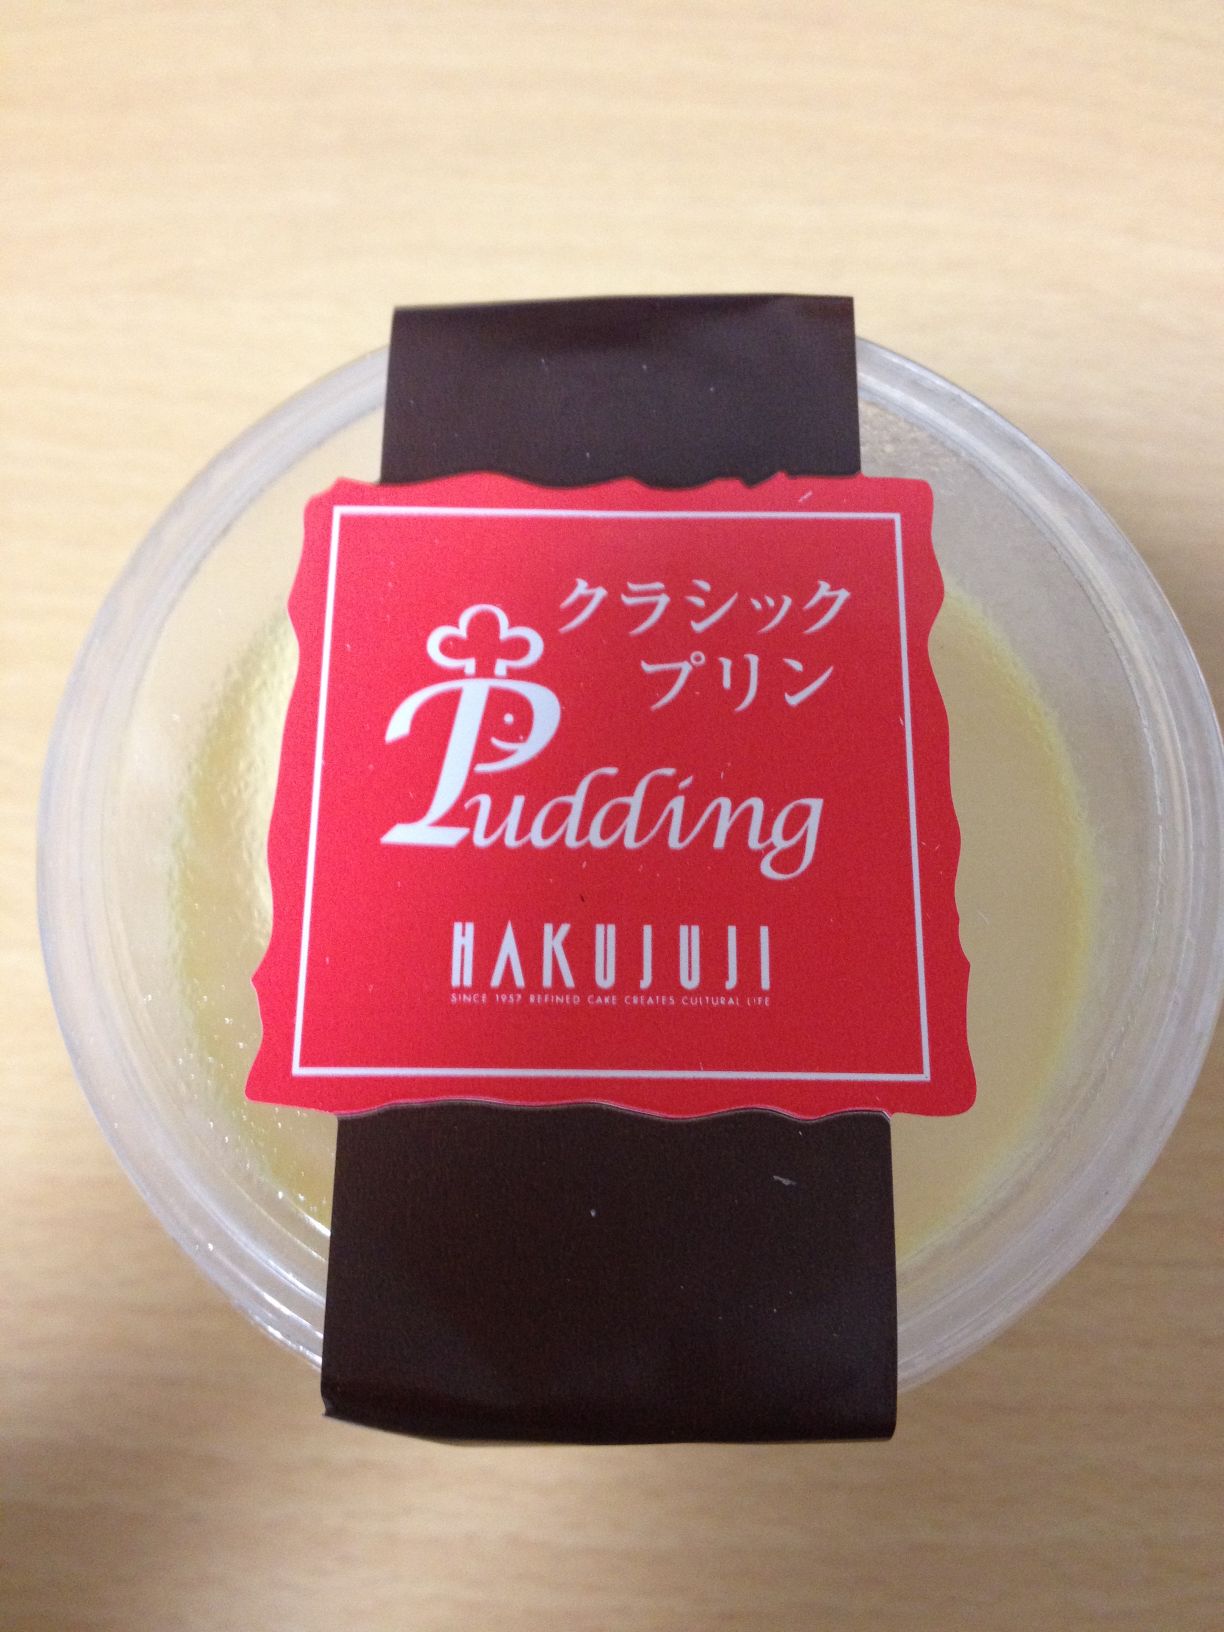 クラシック
プリン
Pudding
HAKUJUJI
SINCE 1957 REFINED CAKE CREATES CULTURAL LIFE